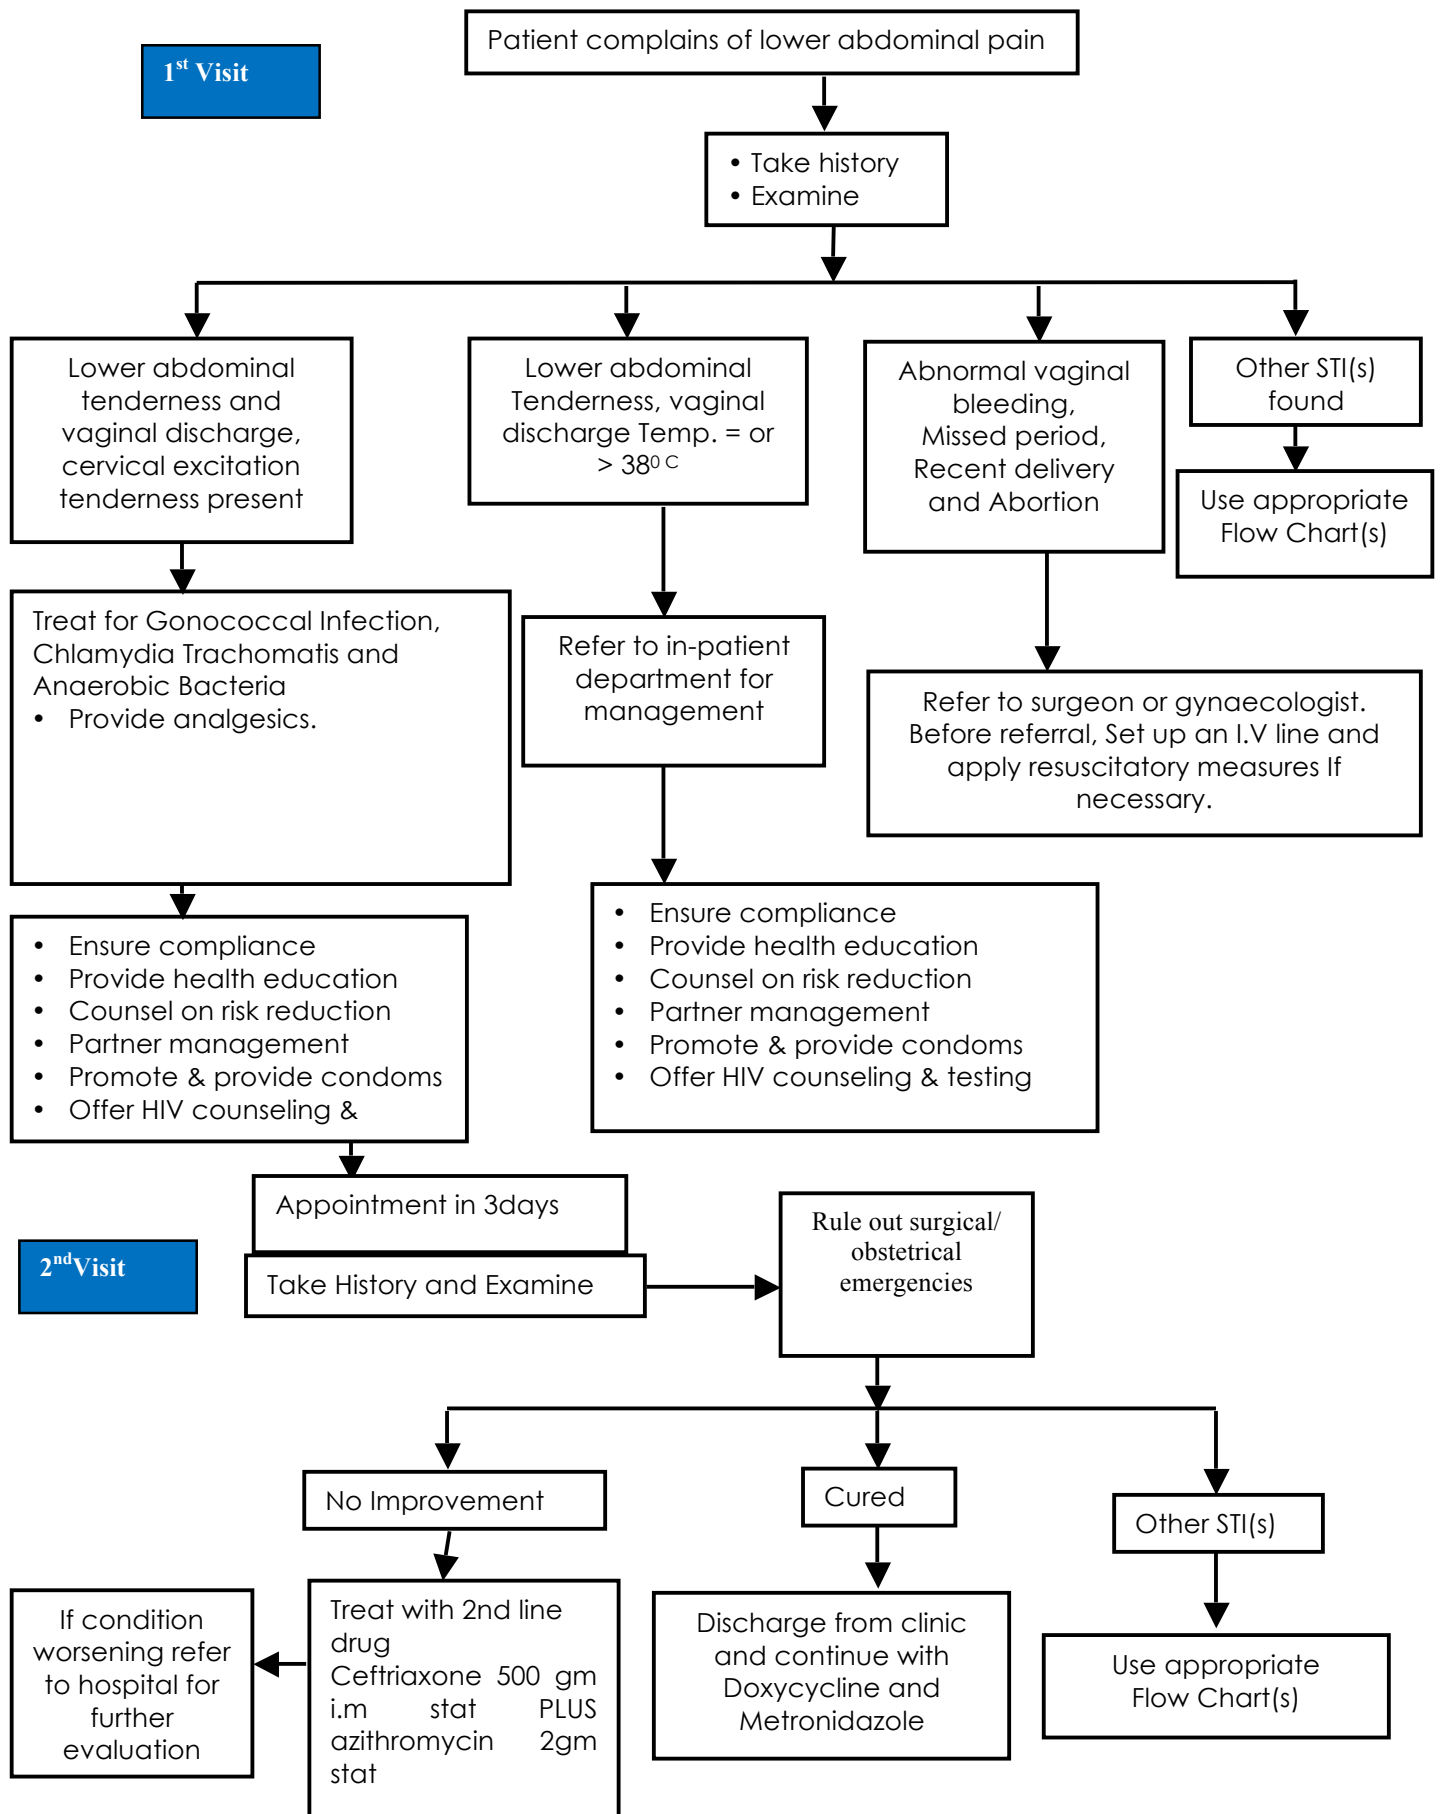 Patient complains of lower abdominal pain
1st Visit
• Take history
• Examine
Lower abdominal
tenderness and
vaginal discharge,
cervical excitation
tenderness present
Lower abdominal
Tenderness, vaginal
discharge Temp. = or
> 38⁰ ᶜ
Abnormal vaginal
bleeding,
Missed period,
Recent delivery
and Abortion
Other STI(s)
found
Use appropriate
Flow Chart(s)
Treat for Gonococcal Infection,
Chlamydia Trachomatis and
Anaerobic Bacteria
• Provide analgesics.
Refer to in-patient
department for
management
Refer to surgeon or gynaecologist.
Before referral, Set up an I.V line and
apply resuscitatory measures If
necessary.
• Ensure compliance
• Provide health education
• Counsel on risk reduction
• Partner management
• Promote & provide condoms
• Offer HIV counseling &
• Ensure compliance
• Provide health education
• Counsel on risk reduction
• Partner management
• Promote & provide condoms
• Offer HIV counseling & testing
Appointment in 3days
2ndVisit
Take History and Examine
Rule out surgical/
obstetrical
emergencies
No Improvement
Cured
Other STI(s)
If condition
worsening refer
to hospital for
further
evaluation
Treat with 2nd line
drug
Ceftriaxone 500 gm
i.m stat PLUS
azithromycin 2gm
stat
Discharge from clinic
and continue with
Doxycycline and
Metronidazole
Use appropriate
Flow Chart(s)